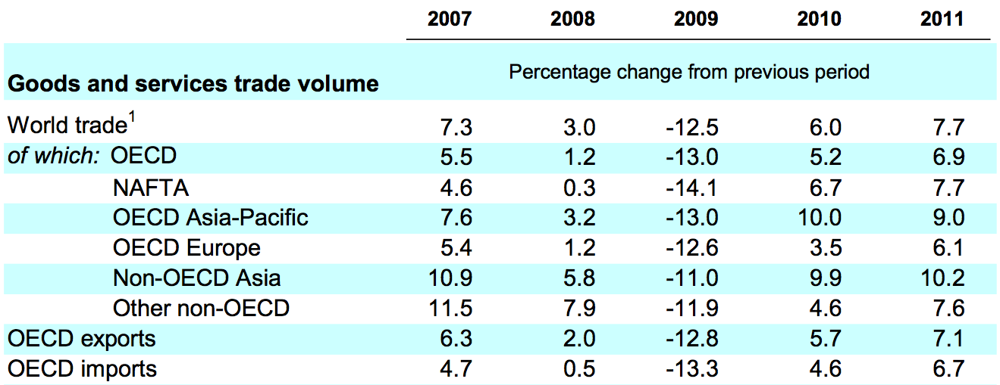 2007 2008 2009 2010 2011
Goods and services trade volume Percentage change from previous period
World trade1 7.3 3.0 -12.5 6.0 7.7
of which: OECD 5.5 1.2 -13.0 5.2 6.9
NAFTA 4.6 0.3 -14.1 6.7 7.7
OECD Asia-Pacific 7.6 3.2 -13.0 10.0 9.0
OECD Europe 5.4 1.2 -12.6 3.5 6.1
Non-OECD Asia 10.9 5.8 -11.0 9.9 10.2
Other non-OECD 11.5 7.9 -11.9 4.6 7.6
OECD exports 6.3 2.0 -12.8 5.7 7.1
OECD imports 4.7 0.5 -13.3 4.6 6.7